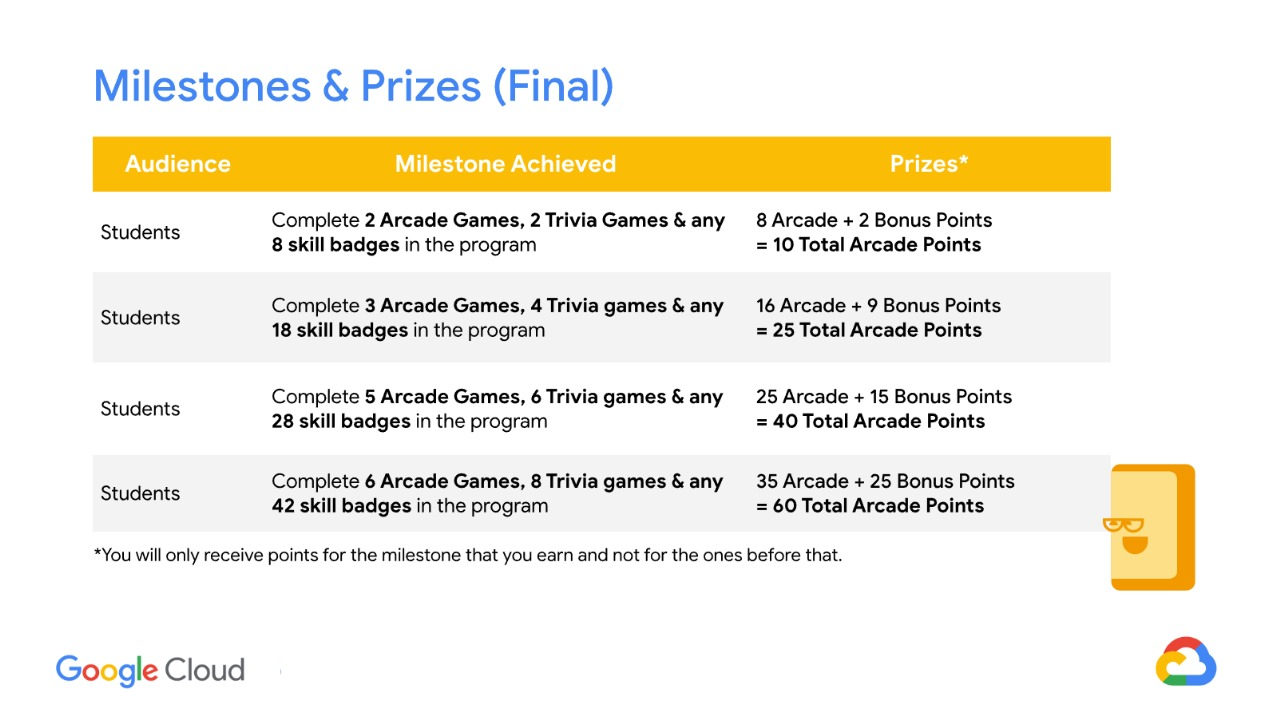 Milestones & Prizes (Final)
Audience Milestone Achieved Prizes*
Students
Complete 2 Arcade Games, 2 Trivia Games & any
8 skill badges in the program
8 Arcade + 2 Bonus Points
= 10 Total Arcade Points
Students
Complete 3 Arcade Games, 4 Trivia games & any
18 skill badges in the program
16 Arcade + 9 Bonus Points
= 25 Total Arcade Points
Students
Complete 5 Arcade Games, 6 Trivia games & any
28 skill badges in the program
25 Arcade + 15 Bonus Points
= 40 Total Arcade Points
Students
Complete 6 Arcade Games, 8 Trivia games & any
42 skill badges in the program
35 Arcade + 25 Bonus Points
= 60 Total Arcade Points
*You will only receive points for the milestone that you earn and not for the ones before that.
Google Cloud